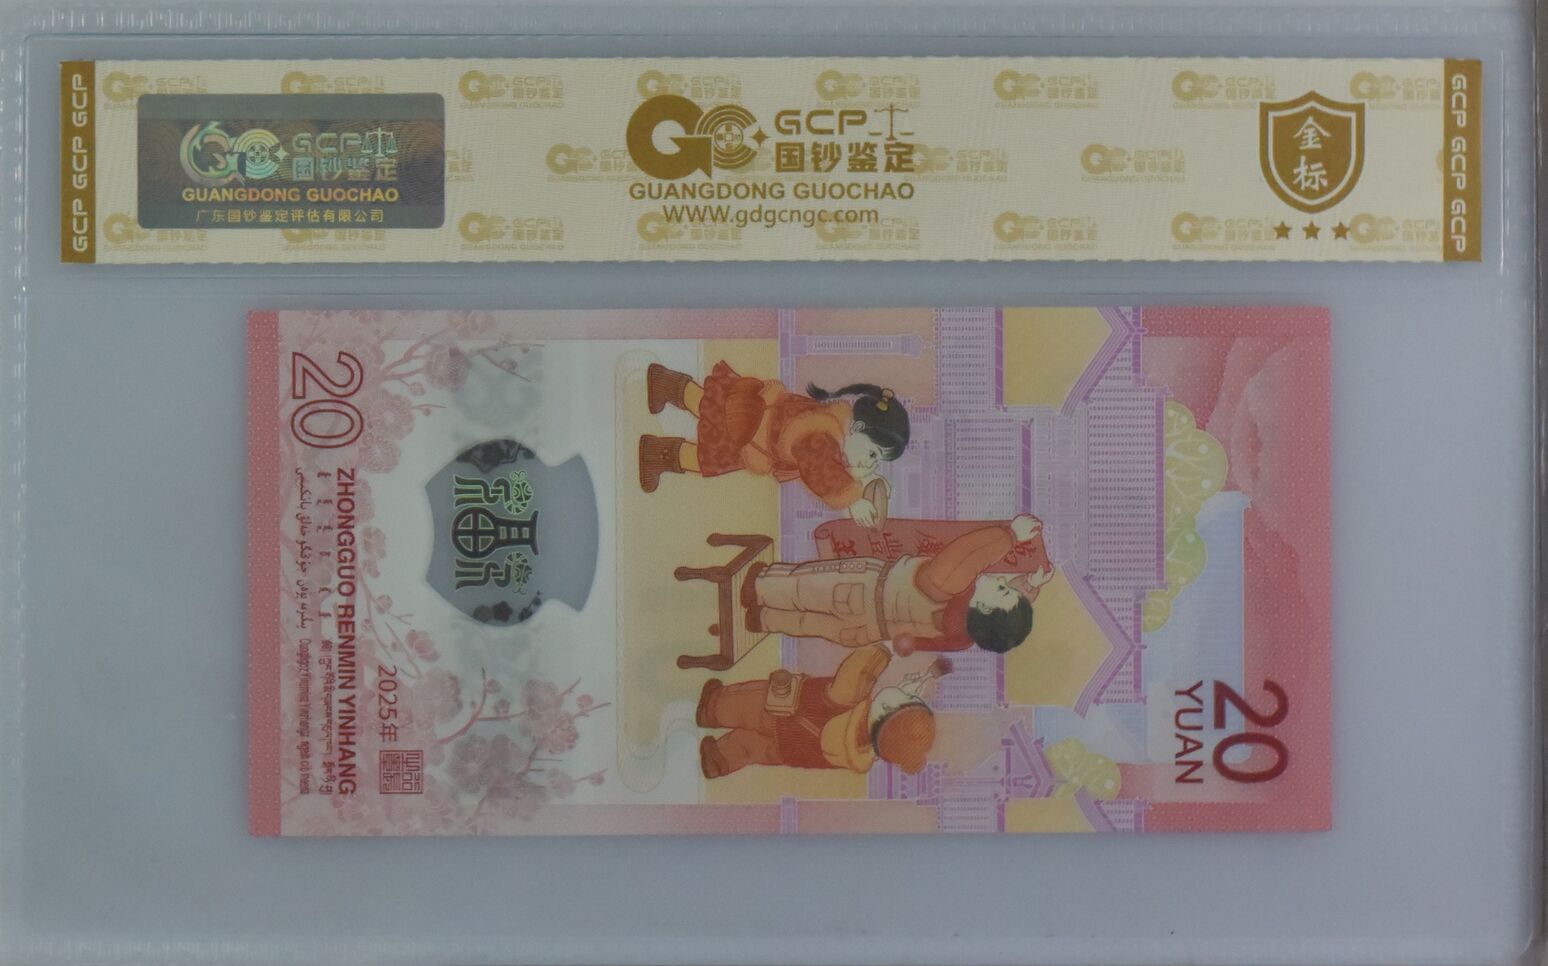 GCP GCP GCP
GCP 国钞鉴定
GUANGDONG GUOCHAO
广东国钞鉴定评估有限公司
GCP
国钞鉴定
GUANGDONG GUOCHAO
WWW.gdgcngc.com
金标
GCP GCP GCP
20
ZHONGGUO RENMIN YINHANG
2025年
20
YUAN